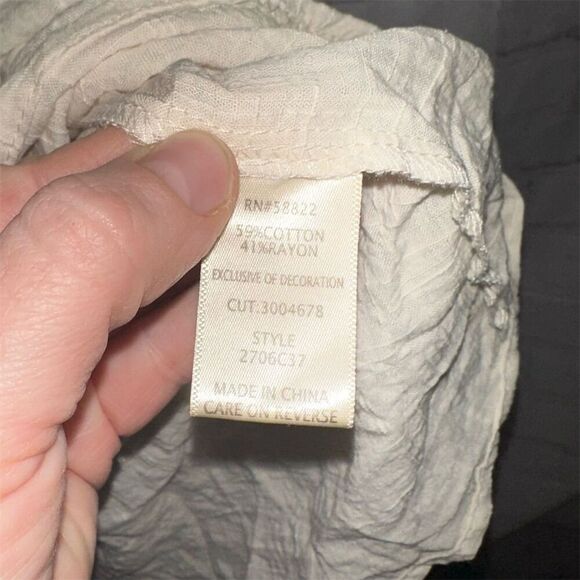 RN#58822
59%COTTON
41%RAYON
EXCLUSIVE OF DECORATION
CUT.3004678
STYLE
2706C37
MADE IN CHINA
CARE ON REVERSE